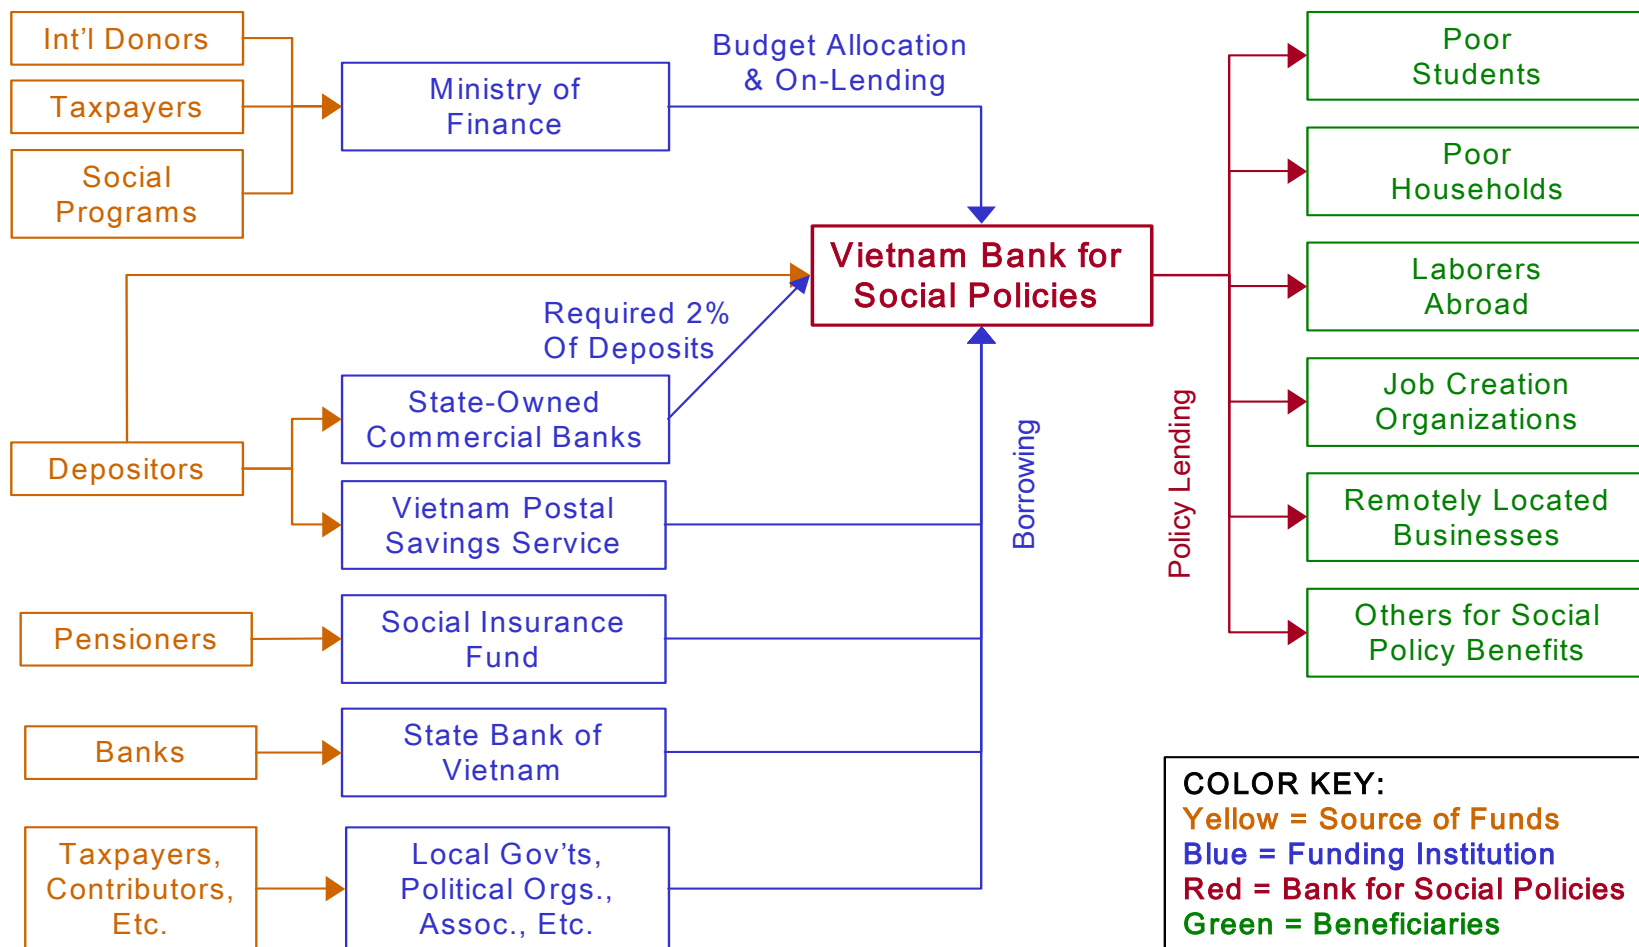 Int'l Donors
Taxpayers
Social
Programs
Ministry of
Finance
Budget Allocation
& On-Lending
Depositors
Required 2%
Of Deposits
State-Owned
Commercial Banks
Vietnam Postal
Savings Service
Pensioners
Social Insurance
Fund
Banks
State Bank of
Vietnam
Taxpayers,
Contributors,
Etc.
Local Gov'ts,
Political Orgs.,
Assoc., Etc.
Vietnam Bank for
Social Policies
Borrowing
Policy Lending
Poor
Students
Poor
Households
Laborers
Abroad
Job Creation
Organizations
Remotely Located
Businesses
Others for Social
Policy Benefits
COLOR KEY:
Yellow = Source of Funds
Blue = Funding Institution
Red = Bank for Social Policies
Green = Beneficiaries